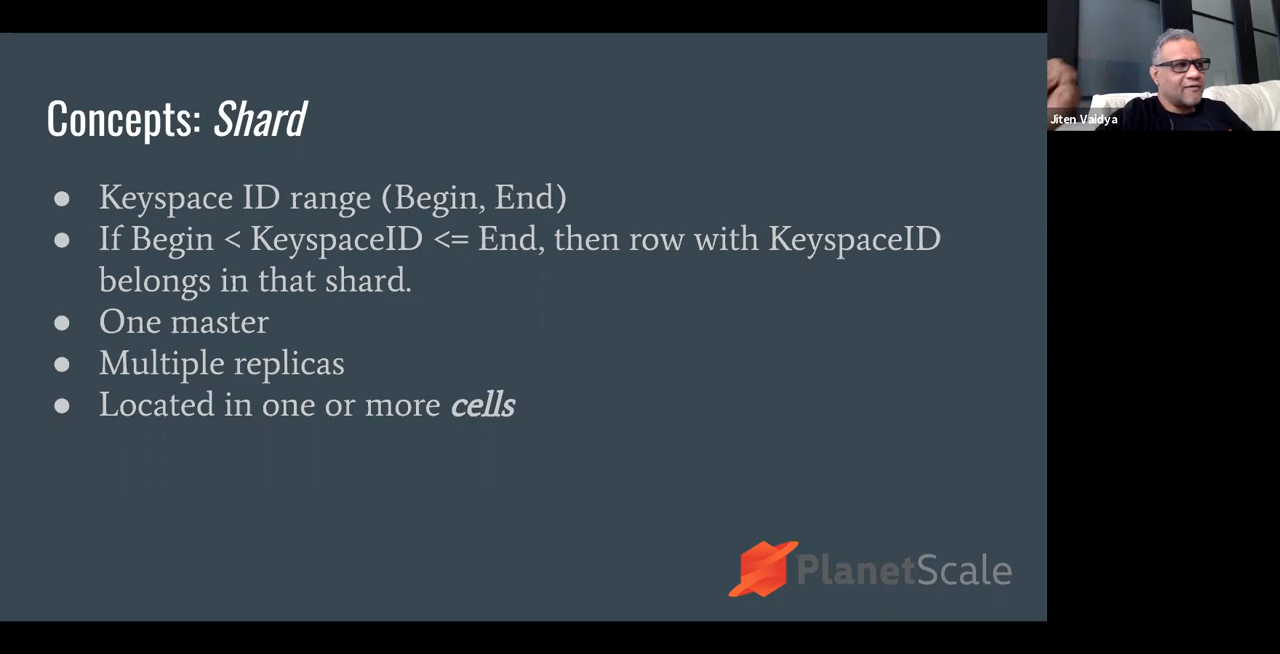 Concepts: Shard
● Keyspace ID range (Begin, End)
● If Begin < KeyspaceID <= End, then row with KeyspaceID
belongs in that shard.
● One master
● Multiple replicas
● Located in one or more cells
PlanetScale
Jiten Vaidya